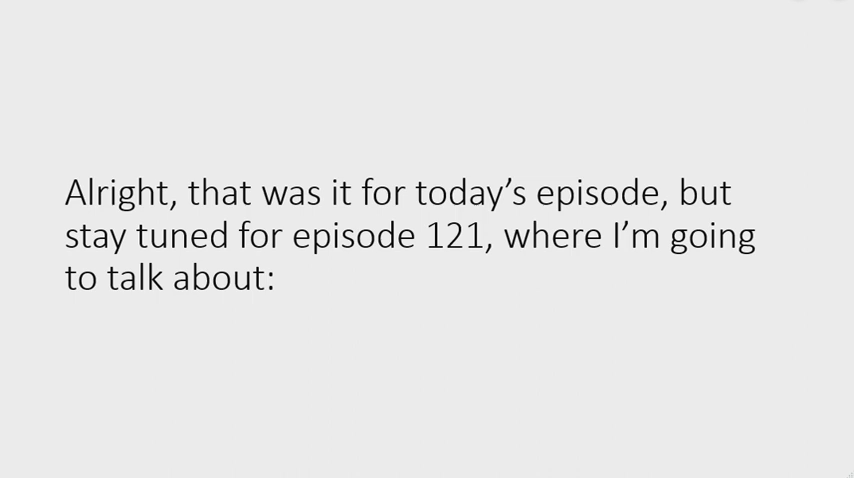 Alright, that was it for today’s episode, but
stay tuned for episode 121, where I’m going
to talk about: